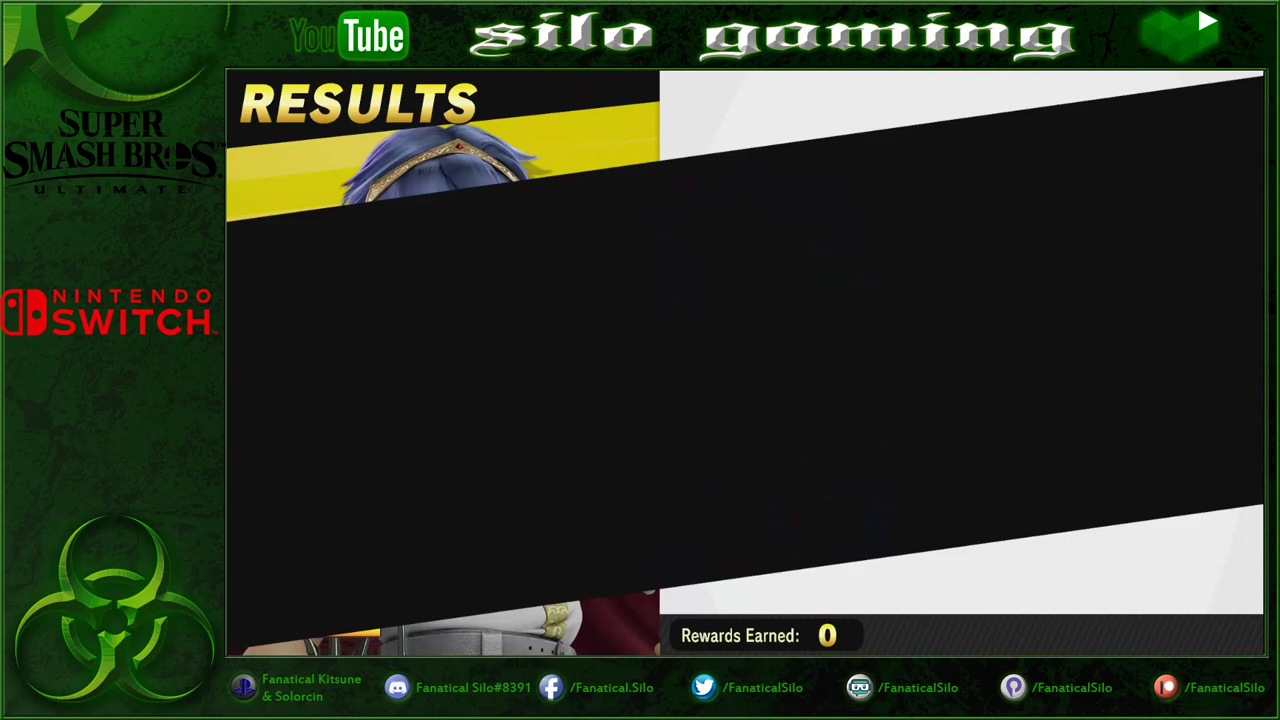 YouTube
silo gaming
RESULTS
SUPER
SMASH BROS.
ULTIMATE
NINTENDO
SWITCH
Rewards Earned: 0
Fanatical Kitsune
& Solorcin
Fanatical Silo#8391
/Fanatical.Silo
/FanaticalSilo
/FanaticalSilo
/FanaticalSilo
/FanaticalSilo